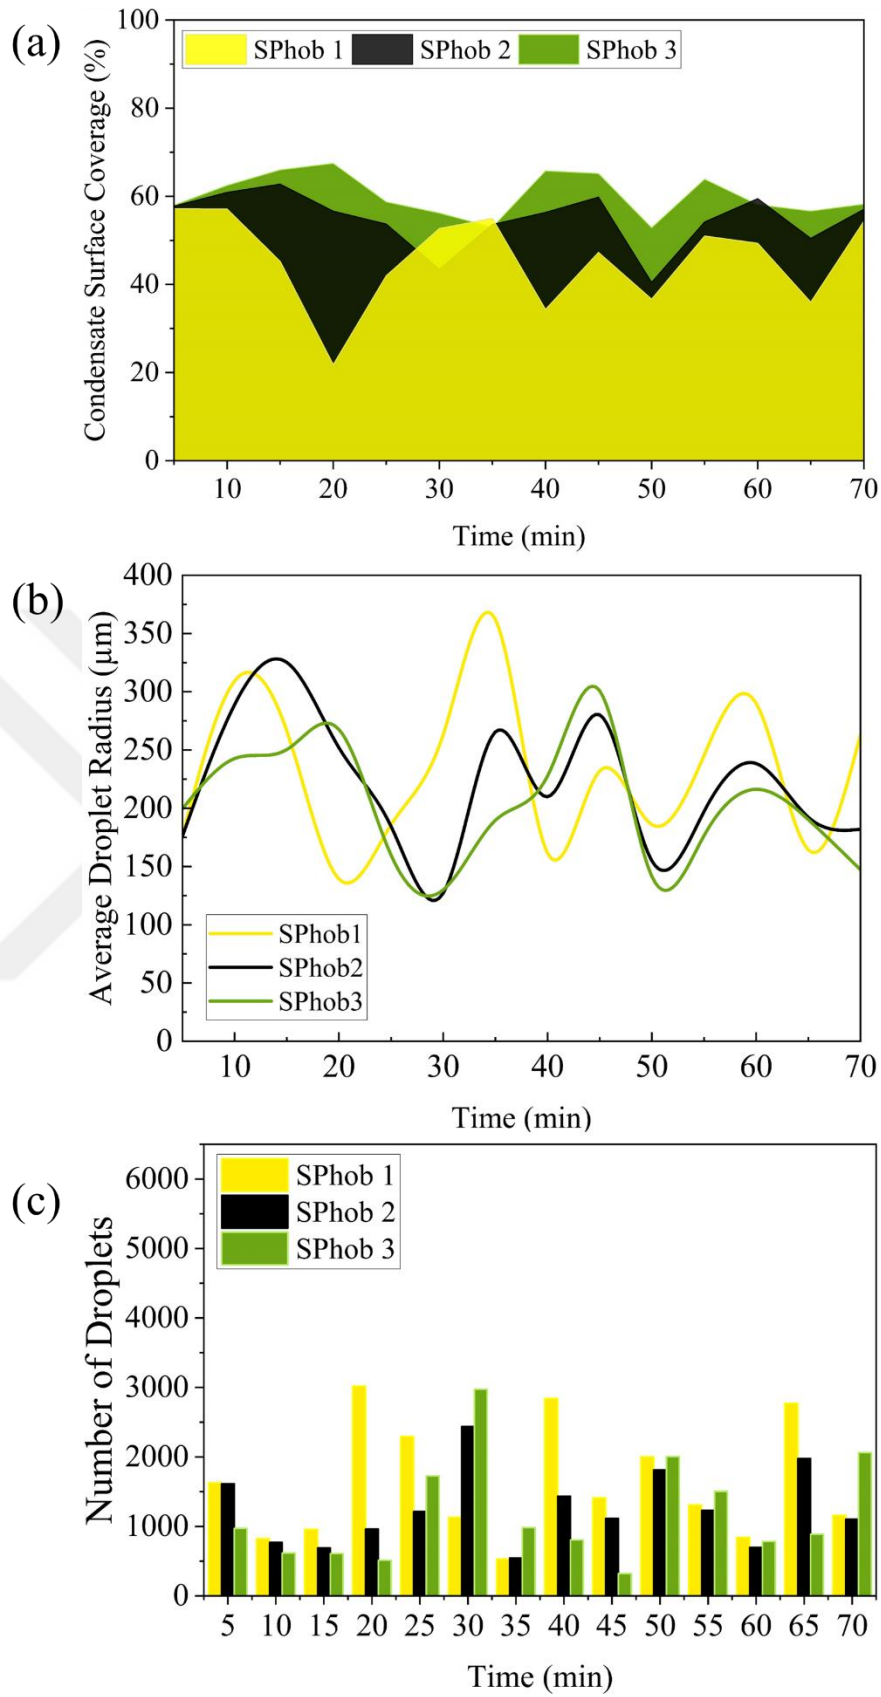 (a)
SPhob 1 SPhob 2 SPhob 3
Condensate Surface Coverage (%)
100
80
60
40
20
0
10 20 30 40 50 60 70
Time (min)
(b)
Average Droplet Radius (μm)
400
350
300
250
200
150
100
50
0
SPhob1
SPhob2
SPhob3
10 20 30 40 50 60 70
Time (min)
(c)
Number of Droplets
6000
5000
4000
3000
2000
1000
0
SPhob 1
SPhob 2
SPhob 3
5 10 15 20 25 30 35 40 45 50 55 60 65 70
Time (min)